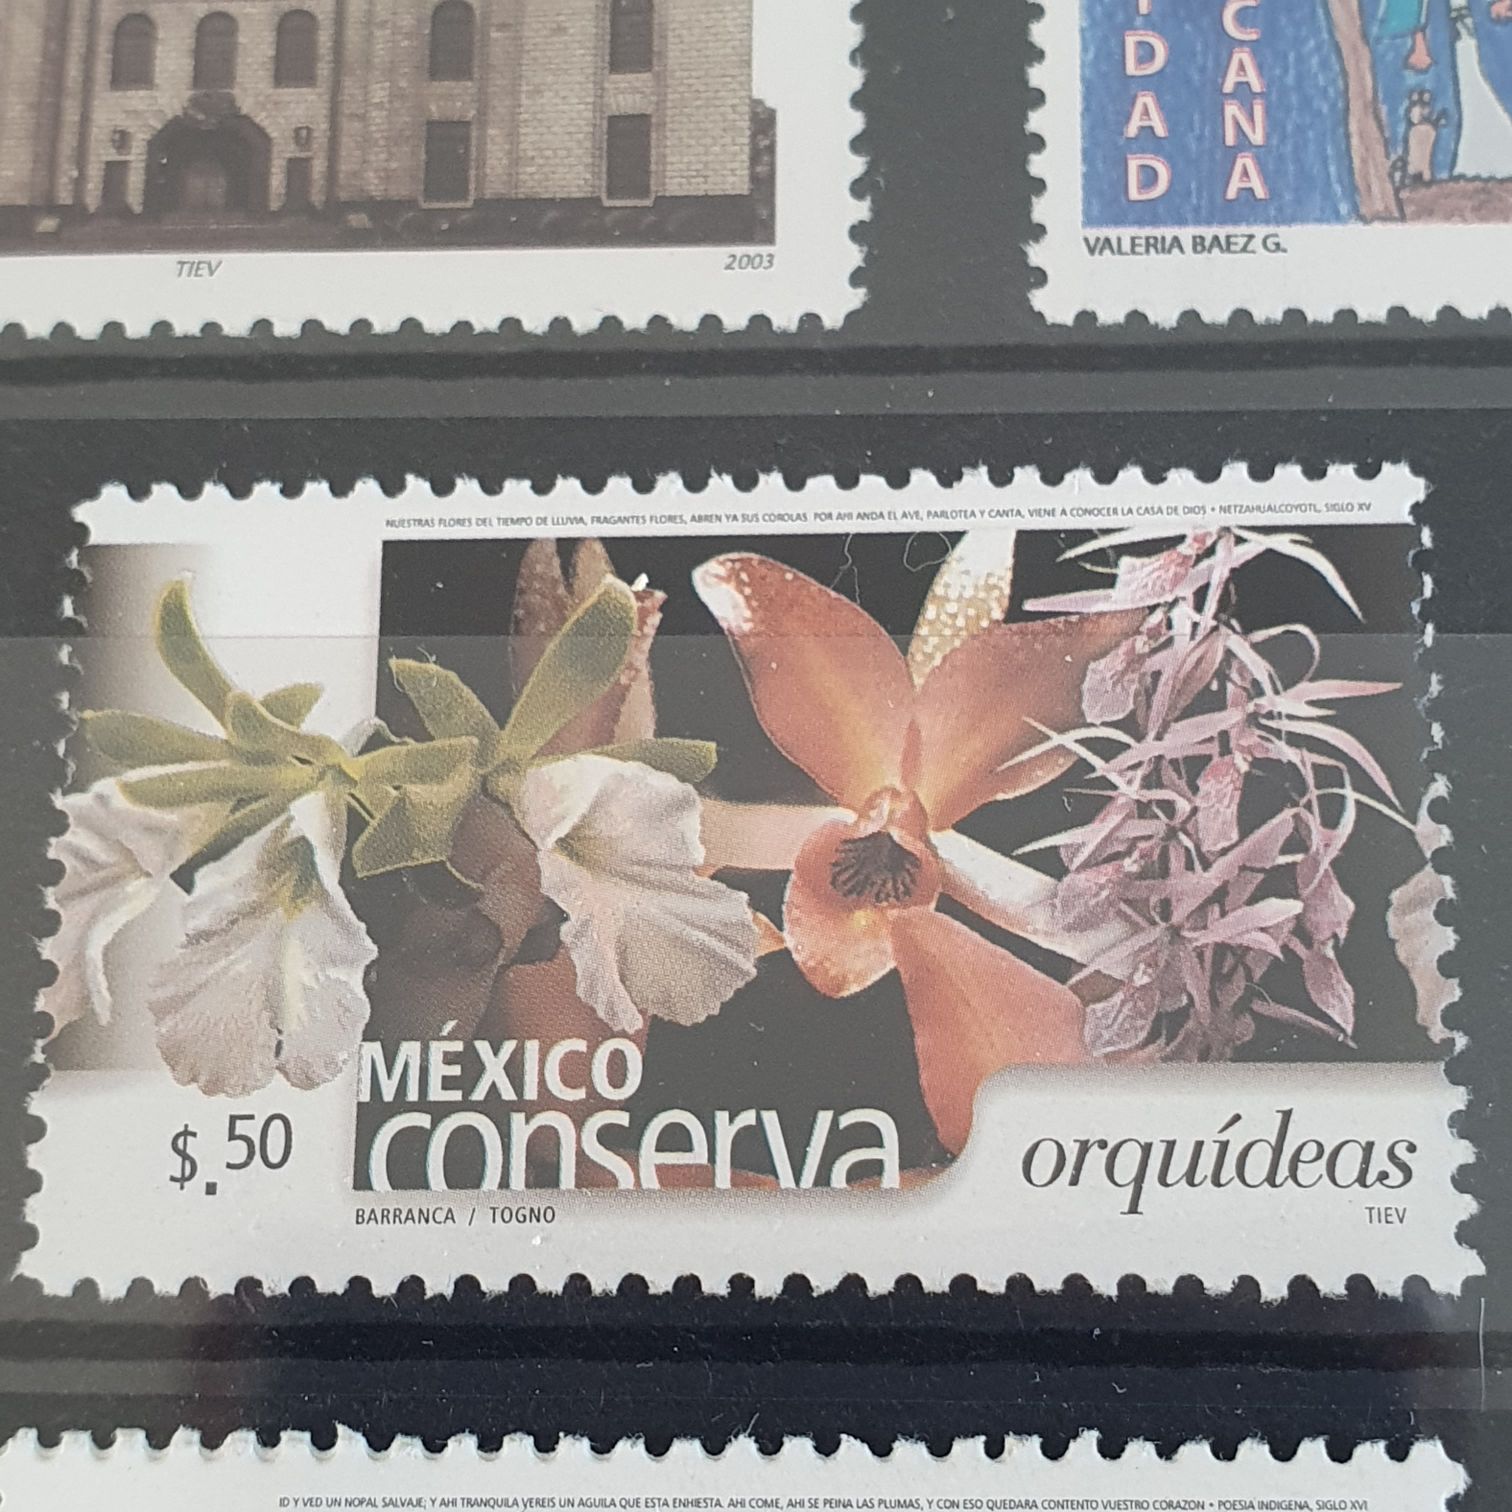 TIEV
2003
DAD
CANA
VALERIA BAEZ G.
NUESTRAS FLORES DEL TIEMPO DE LLUVIA, FRAGANTES FLORES, ABREN YA SUS COROLAS. POR AHI ANDA EL AVE, PARLOTEA Y CANTA, VIENE A CONOCER LA CASA DE DIOS • NETZAHUALCOYOTL, SIGLO XV
MÉXICO
conserva
$.50
orquídeas
BARRANCA / TOGNO
TIEV
ID Y VED UN NOPAL SALVAJE; Y AHI TRANQUILA VEREIS UN AGUILA QUE ESTA ENHIESTA. AHI COME, AHI SE PEINA LAS PLUMAS, Y CON ESO QUEDARA CONTENTO VUESTRO CORAZON • POESIA INDIGENA, SIGLO XVI